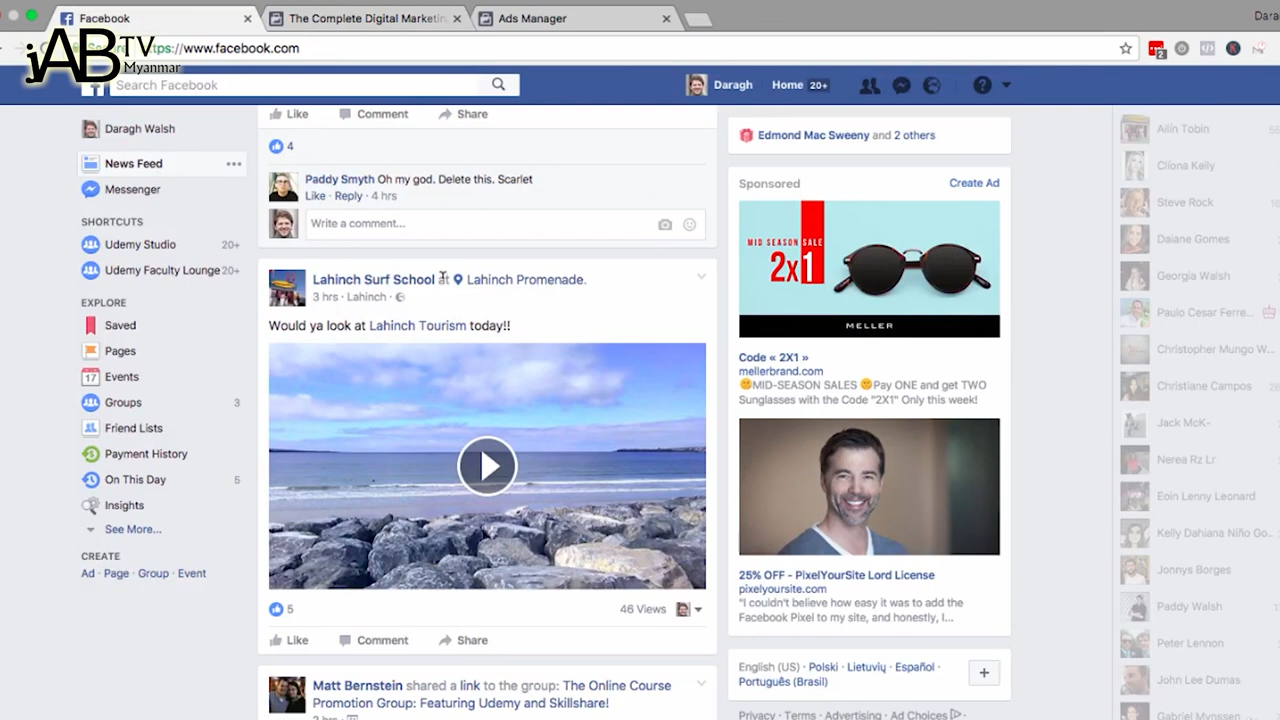 Facebook
The Complete Digital Marketin
Ads Manager
Dara
jABTV
Myanmar
https://www.facebook.com
2
Search Facebook
Daragh
Home 20+
Daragh Walsh
News Feed
Messenger
SHORTCUTS
Udemy Studio 20+
Udemy Faculty Lounge 20+
EXPLORE
Saved
Pages
17 Events
Groups 3
Friend Lists
Payment History
On This Day 5
Insights
See More...
CREATE
Ad · Page · Group · Event
Like Comment Share
4
Paddy Smyth Oh my god. Delete this. Scarlet
Like · Reply · 4 hrs
Write a comment...
Lahinch Surf School at Lahinch Promenade.
3 hrs · Lahinch ·
Would ya look at Lahinch Tourism today!!
5
46 Views
Like Comment Share
Matt Bernstein shared a link to the group: The Online Course
Promotion Group: Featuring Udemy and Skillshare!
Edmond Mac Sweeny and 2 others
Sponsored Create Ad
MID SEASON SALE
2x1
MELLER
Code « 2X1 »
mellerbrand.com
MID-SEASON SALES Pay ONE and get TWO
Sunglasses with the Code "2X1" Only this week!
25% OFF - PixelYourSite Lord License
pixelyoursite.com
"I couldn't believe how easy it was to add the
Facebook Pixel to my site, and honestly, I...
English (US) · Polski · Lietuvių · Español ·
Português (Brasil)
+
Privacy · Terms · Advertising · Ad Choices ·
Ailín Tobin
Clíona Kelly
Steve Rock
Daiane Gomes
Georgia Walsh
Paulo Cesar Ferre...
Christopher Mungo W...
Christiane Campos
Jack McK-
Nerea Rz Lr
Eoin Lenny Leonard
Kelly Dahiana Niño Go..
Jonnys Borges
Paddy Walsh
Peter Lennon
John Lee Dumas
Gabriel Mynssen